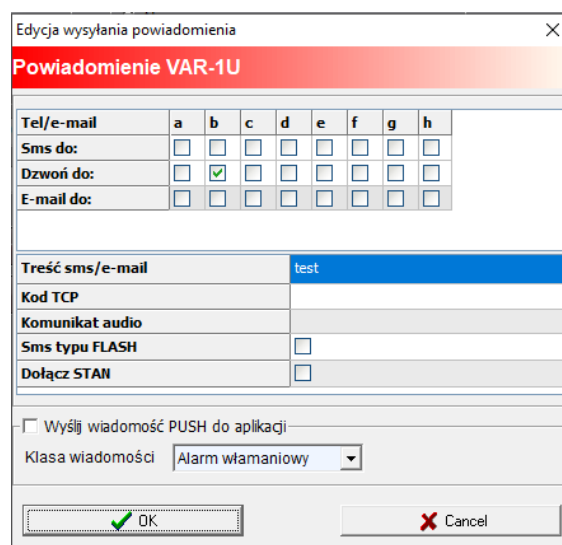 Edycja wysyłania powiadomienia
Powiadomienie VAR-1U
Tel/e-mail a b c d e f g h
Sms do:
Dzwoń do:
E-mail do:
Treść sms/e-mail test
Kod TCP
Komunikat audio
Sms typu FLASH
Dołącz STAN
Wyślij wiadomość PUSH do aplikacji
Klasa wiadomości Alarm włamaniowy
OK Cancel